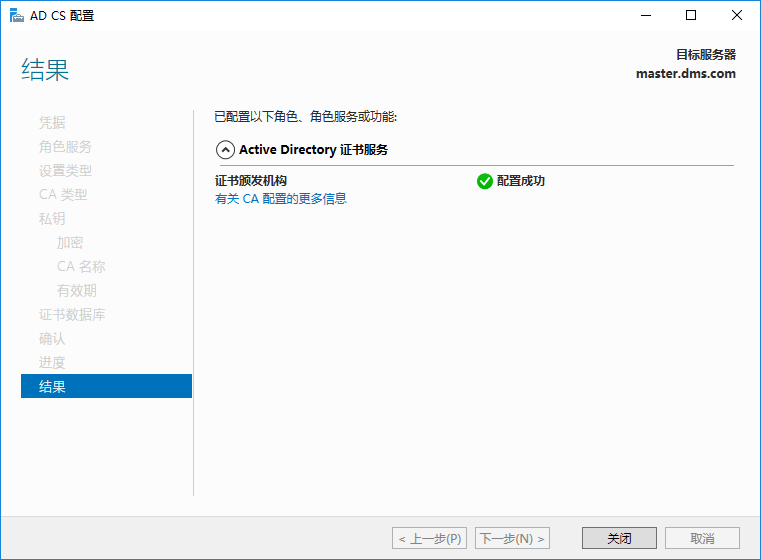 AD CS 配置
结果
目标服务器
master.dms.com
凭据
角色服务
设置类型
CA 类型
私钥
加密
CA 名称
有效期
证书数据库
确认
进度
结果
已配置以下角色、角色服务或功能:
Active Directory 证书服务
证书颁发机构 配置成功
有关 CA 配置的更多信息
< 上一步(P) 下一步(N) > 关闭 取消